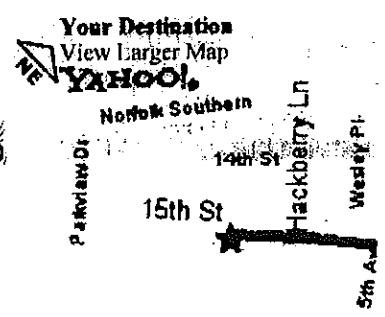 Your Destination
View Larger Map
NE
YAHOO!
Norfolk Southern
14th St
Hackberry Ln
Wesley Pl
Parkview Dr
15th St
5th Av